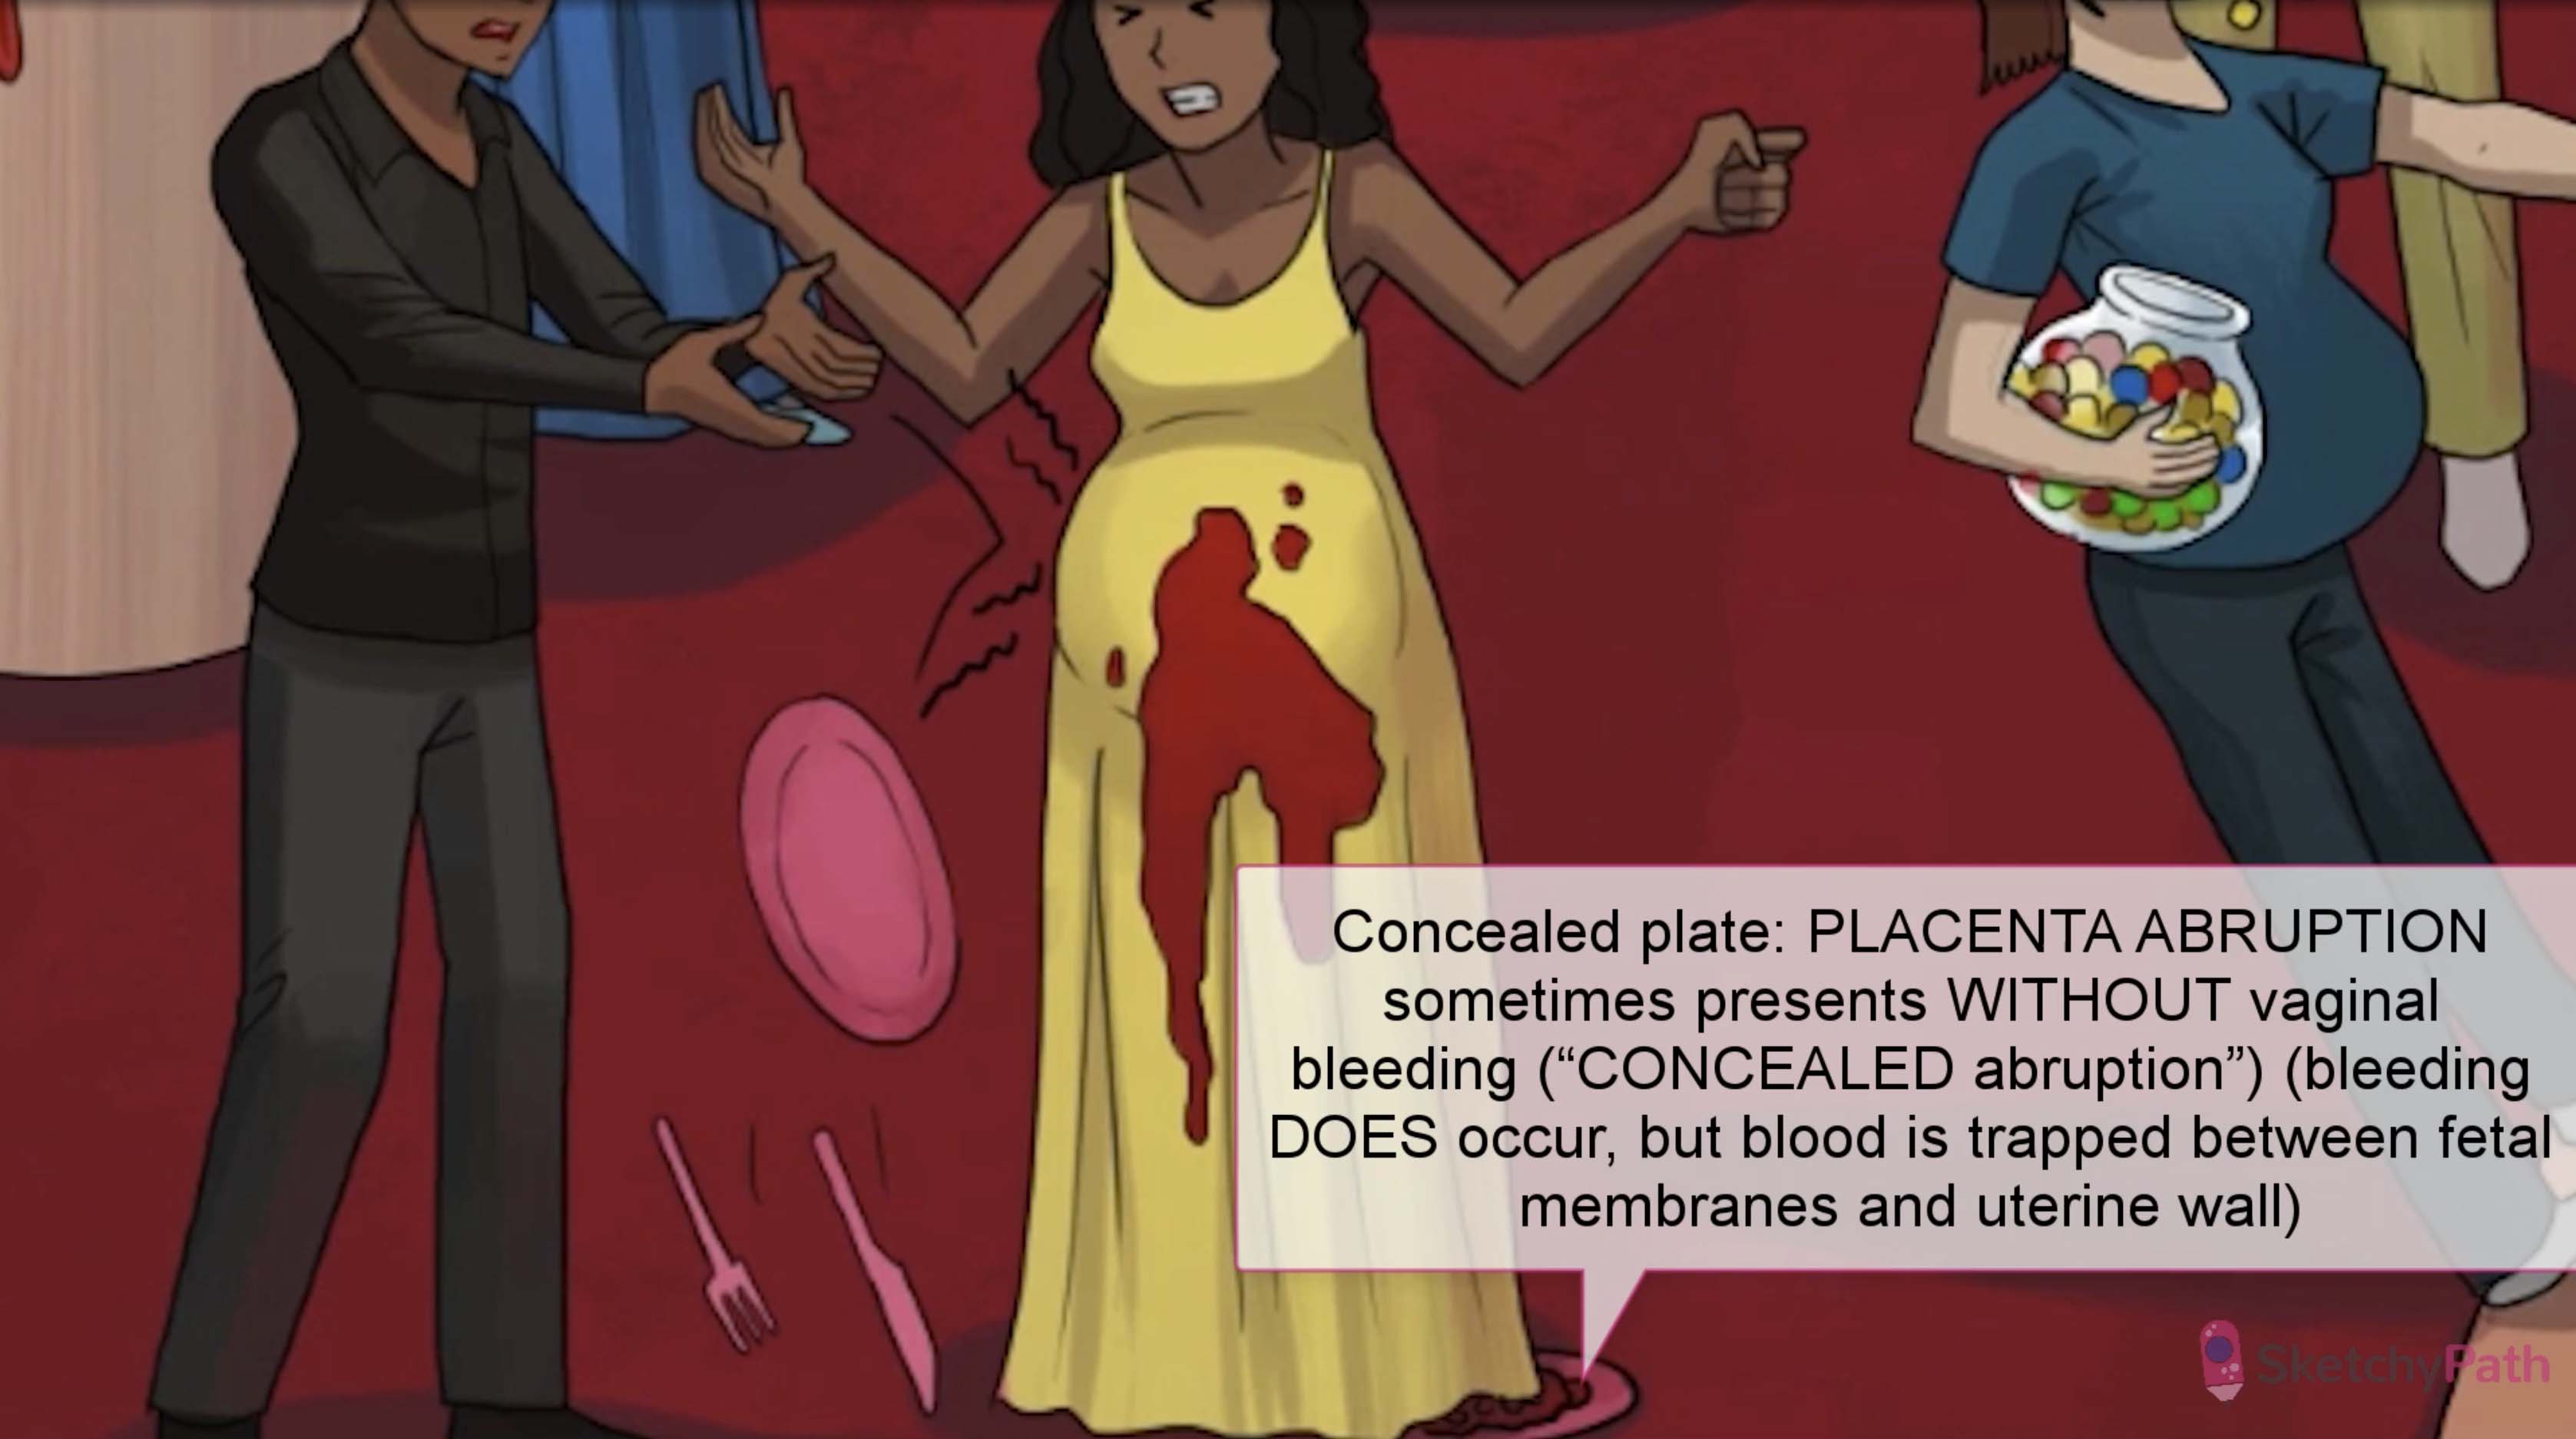 Concealed plate: PLACENTA ABRUPTION
sometimes presents WITHOUT vaginal
bleeding (“CONCEALED abruption”) (bleeding
DOES occur, but blood is trapped between fetal
membranes and uterine wall)
SketchyPath